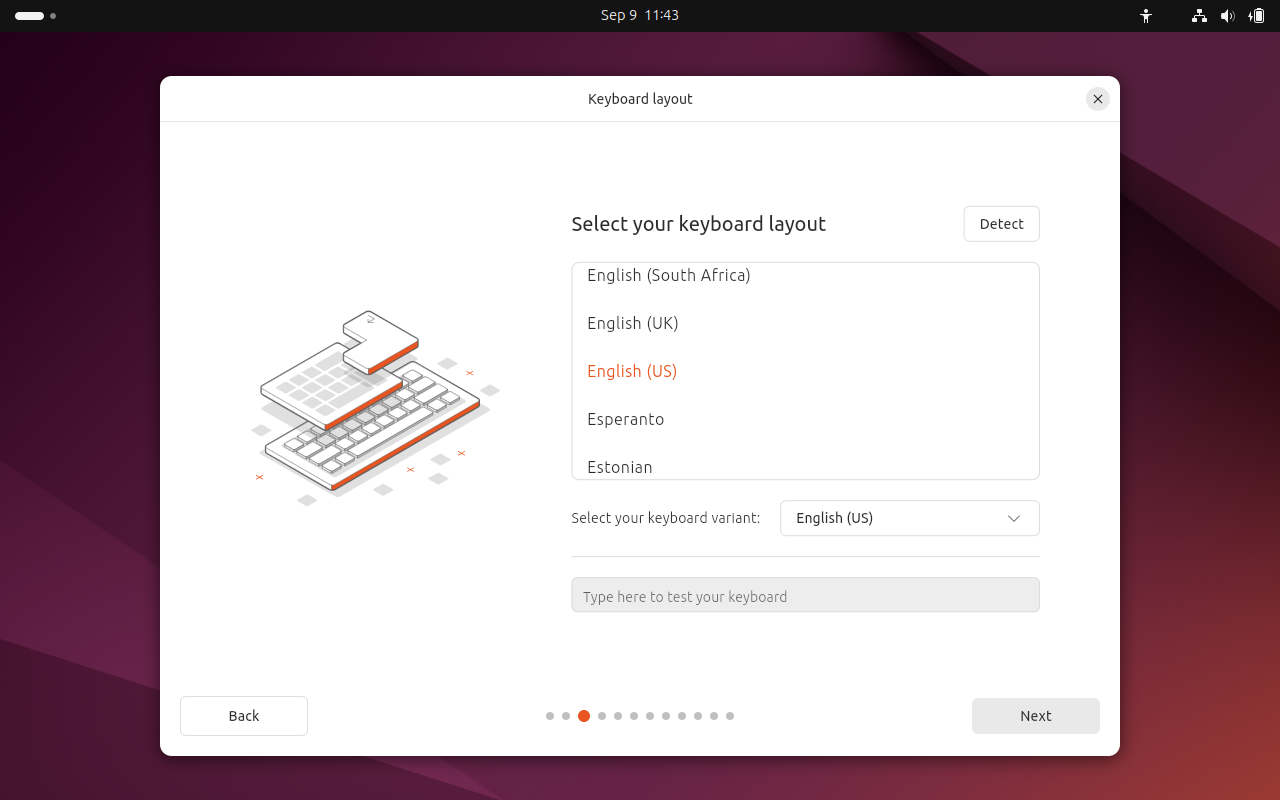 Sep 9 11:43
Keyboard layout
Select your keyboard layout
Detect
English (South Africa)
English (UK)
English (US)
Esperanto
Estonian
Select your keyboard variant:
English (US)
Type here to test your keyboard
Back
Next